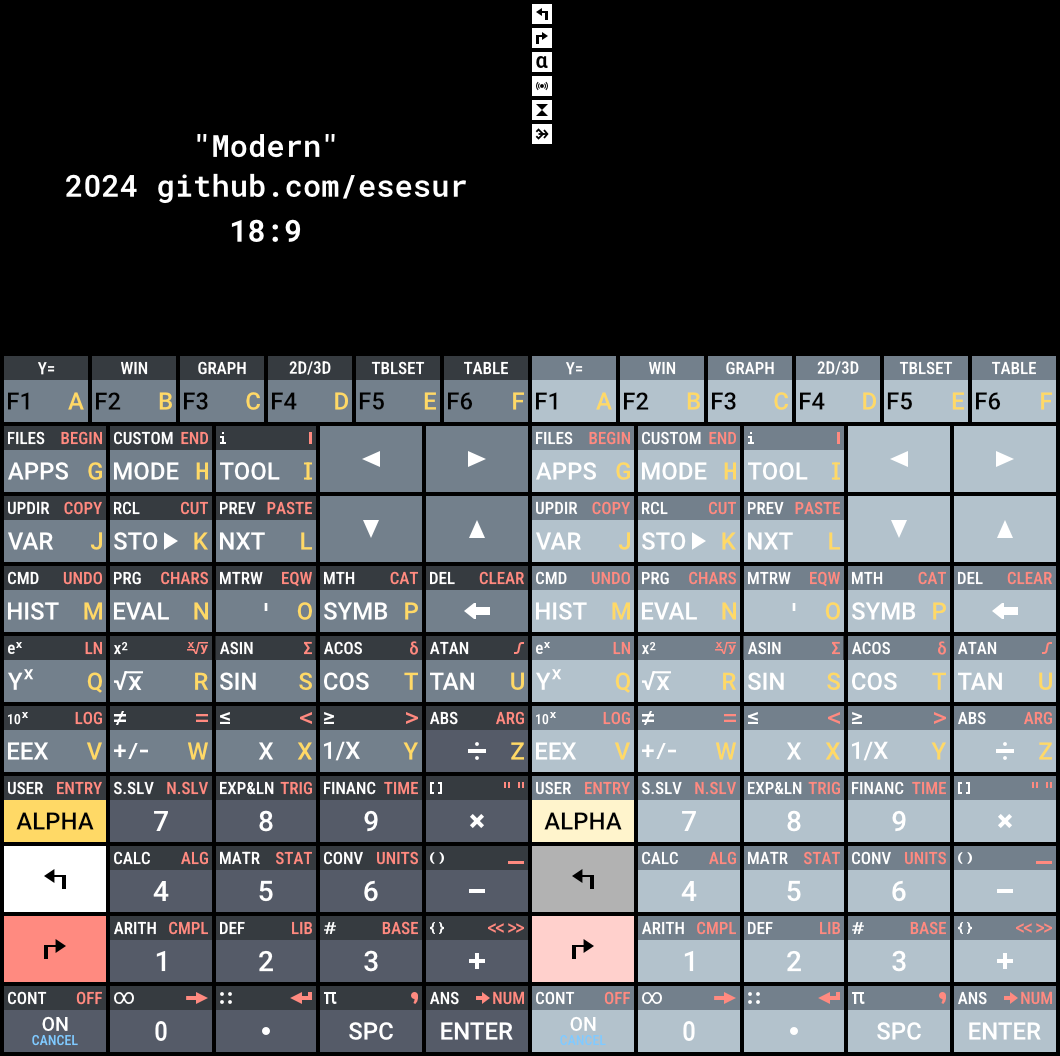 α
"Modern"
2024 github.com/esesur
18:9
Y= WIN GRAPH 2D/3D TBLSET TABLE Y= WIN GRAPH 2D/3D TBLSET TABLE
F1 A F2 B F3 C F4 D F5 E F6 F F1 A F2 B F3 C F4 D F5 E F6 F
FILES BEGIN CUSTOM END i I FILES BEGIN CUSTOM END i I
APPS G MODE H TOOL I APPS G MODE H TOOL I
UPDIR COPY RCL CUT PREV PASTE UPDIR COPY RCL CUT PREV PASTE
VAR J STO▶ K NXT L VAR J STO▶ K NXT L
CMD UNDO PRG CHARS MTRW EQW MTH CAT DEL CLEAR CMD UNDO PRG CHARS MTRW EQW MTH CAT DEL CLEAR
HIST M EVAL N ' O SYMB P HIST M EVAL N ' O SYMB P
eˣ LN x² ˣ√y ASIN Σ ACOS δ ATAN ∫ eˣ LN x² ˣ√y ASIN Σ ACOS δ ATAN ∫
Yˣ Q √x R SIN S COS T TAN U Yˣ Q √x R SIN S COS T TAN U
10ˣ LOG ≠ = ≤ < ≥ > ABS ARG 10ˣ LOG ≠ = ≤ < ≥ > ABS ARG
EEX V +/- W X X 1/X Y ÷ Z EEX V +/- W X X 1/X Y ÷ Z
USER ENTRY S.SLV N.SLV EXP&LN TRIG FINANC TIME [] " " USER ENTRY S.SLV N.SLV EXP&LN TRIG FINANC TIME [] " "
ALPHA 7 8 9 × ALPHA 7 8 9 ×
CALC ALG MATR STAT CONV UNITS () _ CALC ALG MATR STAT CONV UNITS () _
4 5 6 − 4 5 6 −
ARITH CMPL DEF LIB # BASE {} <<>> ARITH CMPL DEF LIB # BASE {} <<>>
1 2 3 + 1 2 3 +
CONT OFF ∞ → :: ↵ π , ANS →NUM CONT OFF ∞ → :: ↵ π , ANS →NUM
ON 0 • SPC ENTER ON 0 • SPC ENTER
CANCEL CANCEL